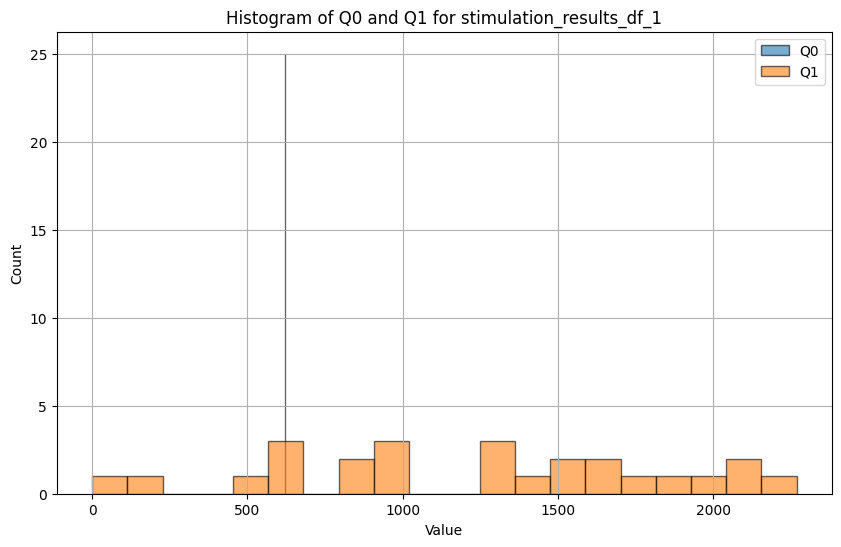 Histogram of Q0 and Q1 for stimulation_results_df_1
Q0
Q1
25
20
15
10
5
0
Count
0
500
1000
1500
2000
Value